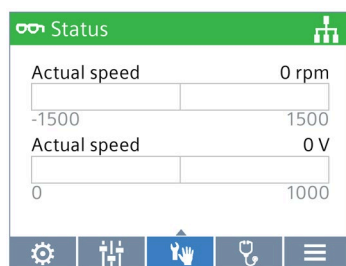 Status
Actual speed 0 rpm
-1500 1500
Actual speed 0 V
0 1000